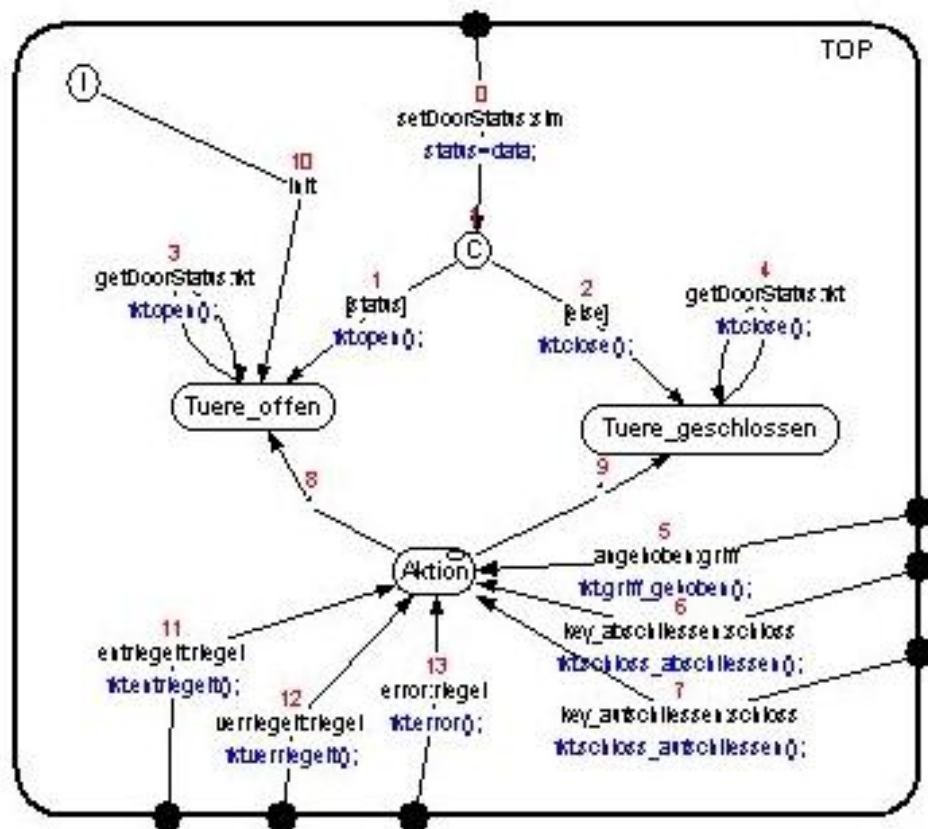 TOP
I
0
setDoorStatus:sim
status=data;
10
init
C
3
getDoorStatus:tkt
tkt.open();
1
[status]
tkt.open();
2
[else]
tkt.close();
4
getDoorStatus:tkt
tkt.close();
Tuere_offen
Tuere_geschlossen
8
9
Aktion
5
angehoben:griff
tkt.griff_gehoben();
6
key_abschliessen:schloss
tkt.schloss_abschliessen();
7
key_aufschliessen:schloss
tkt.schloss_aufschliessen();
11
entriegelt:riegel
tkt.entriegelt();
12
verriegelt:riegel
tkt.verriegelt();
13
error:riegel
tkt.error();